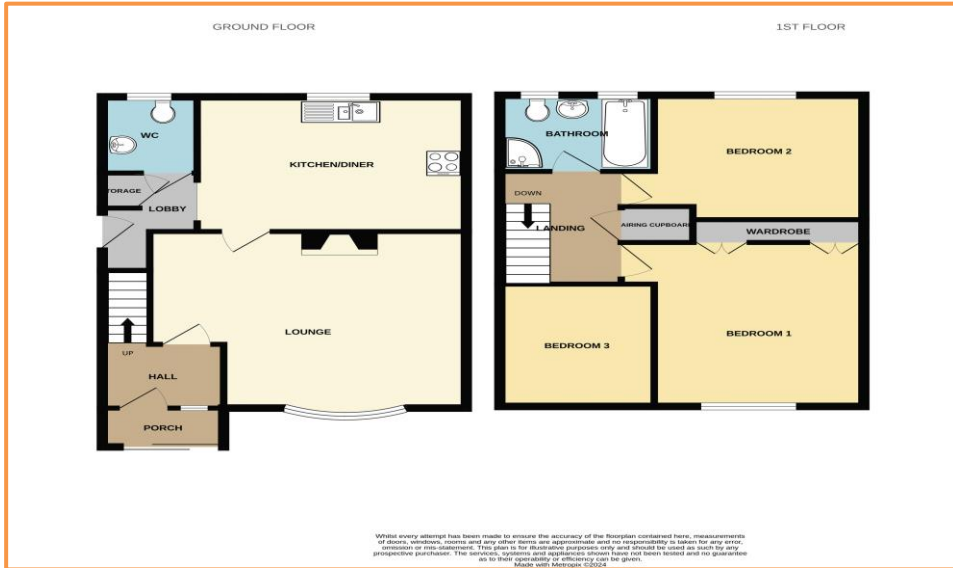 GROUND FLOOR
1ST FLOOR
WC
KITCHEN/DINER
TORAGE
LOBBY
LOUNGE
UP
HALL
PORCH
BATHROOM
BEDROOM 2
DOWN
LANDING
AIRING CUPBOARD
WARDROBE
BEDROOM 3
BEDROOM 1
Whilst every attempt has been made to ensure the accuracy of the floorplan contained here, measurements
of doors, windows, rooms and any other items are approximate and no responsibility is taken for any error,
omission or mis-statement. This plan is for illustrative purposes only and should be used as such by any
prospective purchaser. The services, systems and appliances shown have not been tested and no guarantee
as to their operability or efficiency can be given.
Made with Metropix ©2024